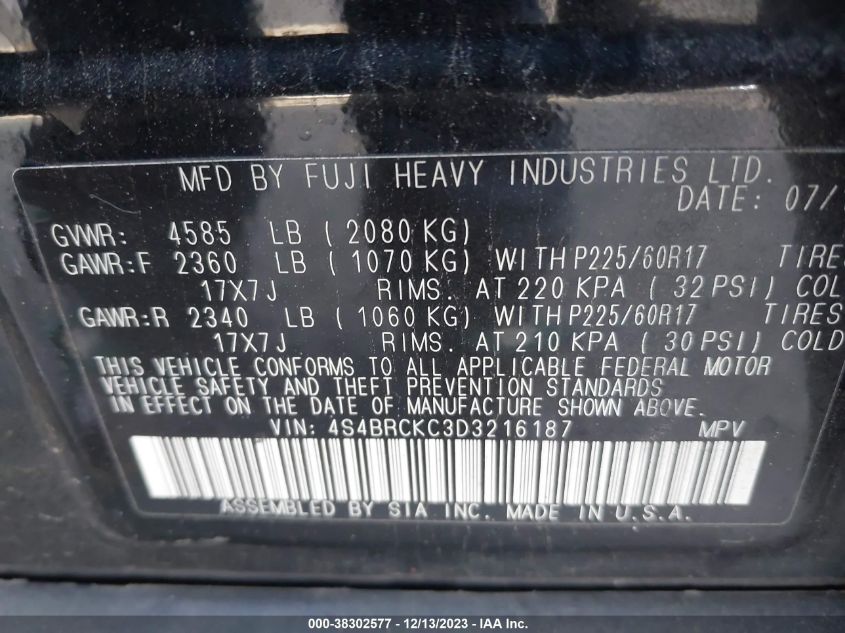 MFD BY FUJI HEAVY INDUSTRIES LTD.
DATE: 07/
GVWR: 4585 LB ( 2080 KG)
GAWR:F 2360 LB ( 1070 KG) WITH P225/60R17 TIRES
17X7J RIMS. AT 220 KPA ( 32 PSI) COL
GAWR:R 2340 LB ( 1060 KG) WITH P225/60R17 TIRES
17X7J RIMS. AT 210 KPA ( 30 PSI) COLD
THIS VEHICLE CONFORMS TO ALL APPLICABLE FEDERAL MOTOR
VEHICLE SAFETY AND THEFT PREVENTION STANDARDS
IN EFFECT ON THE DATE OF MANUFACTURE SHOWN ABOVE.
VIN: 4S4BRCKC3D3216187 MPV
ASSEMBLED BY SIA INC. MADE IN U.S.A.
000-38302577 - 12/13/2023 - IAA Inc.